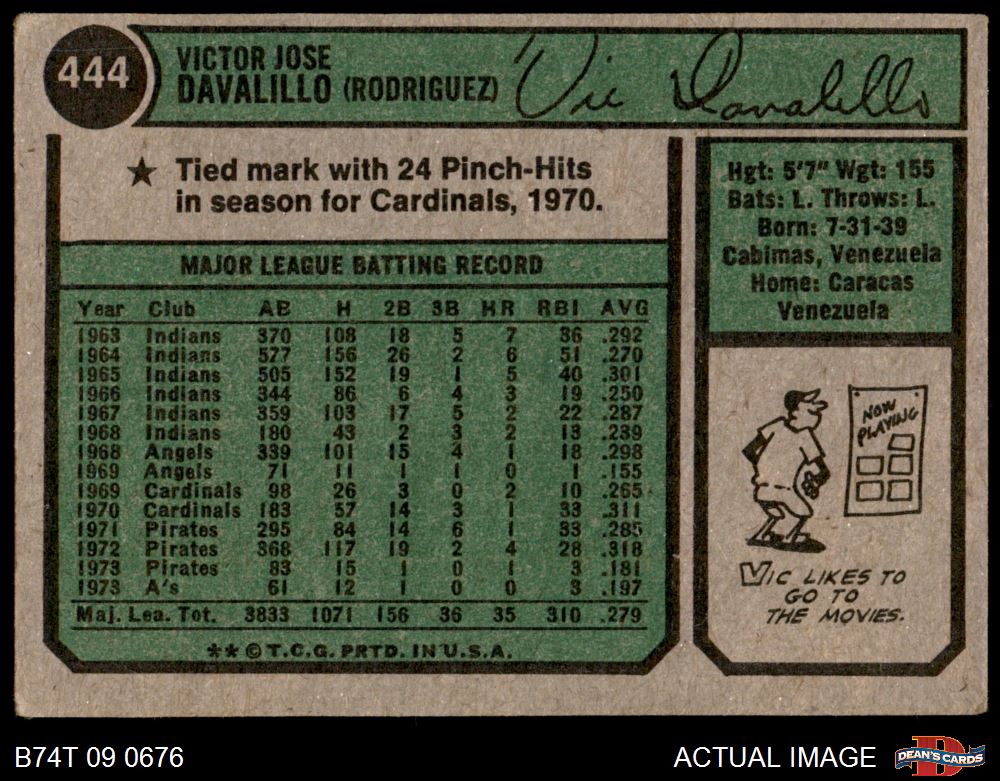 444
VICTOR JOSE
DAVALILLO (RODRIGUEZ)
Vic Davalillo
★ Tied mark with 24 Pinch-Hits
in season for Cardinals, 1970.
MAJOR LEAGUE BATTING RECORD
Year Club AB H 2B 3B HR RBI AVG
1963 Indians 370 108 18 5 7 36 .292
1964 Indians 577 156 26 2 6 51 .270
1965 Indians 505 152 19 1 5 40 .301
1966 Indians 344 86 6 4 3 19 .250
1967 Indians 359 103 17 5 2 22 .287
1968 Indians 180 43 2 3 2 13 .239
1968 Angels 339 101 15 4 1 18 .298
1969 Angels 71 11 1 1 0 1 .155
1969 Cardinals 98 26 3 0 2 10 .265
1970 Cardinals 183 57 14 3 1 33 .311
1971 Pirates 295 84 14 6 1 33 .285
1972 Pirates 368 117 19 2 4 28 .318
1973 Pirates 83 15 1 0 1 3 .181
1973 A's 61 12 1 0 0 3 .197
Maj. Lea. Tot. 3833 1071 156 36 35 310 .279
**©T.C.G. PRTD. IN U.S.A.
Hgt: 5'7" Wgt: 155
Bats: L. Throws: L.
Born: 7-31-39
Cabimas, Venezuela
Home: Caracas
Venezuela
NOW
PLAYING
VIC LIKES TO
GO TO
THE MOVIES.
B74T 09 0676
ACTUAL IMAGE
D
DEAN'S CARDS